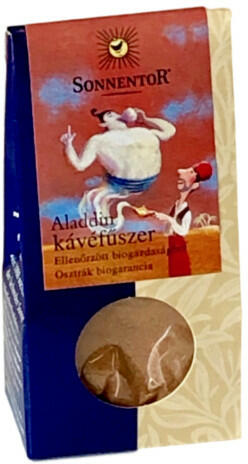 SONNENTOR®
Aladdin
kávéfűszer
Ellenőrzött biogazdaságból
Osztrák biogarancia